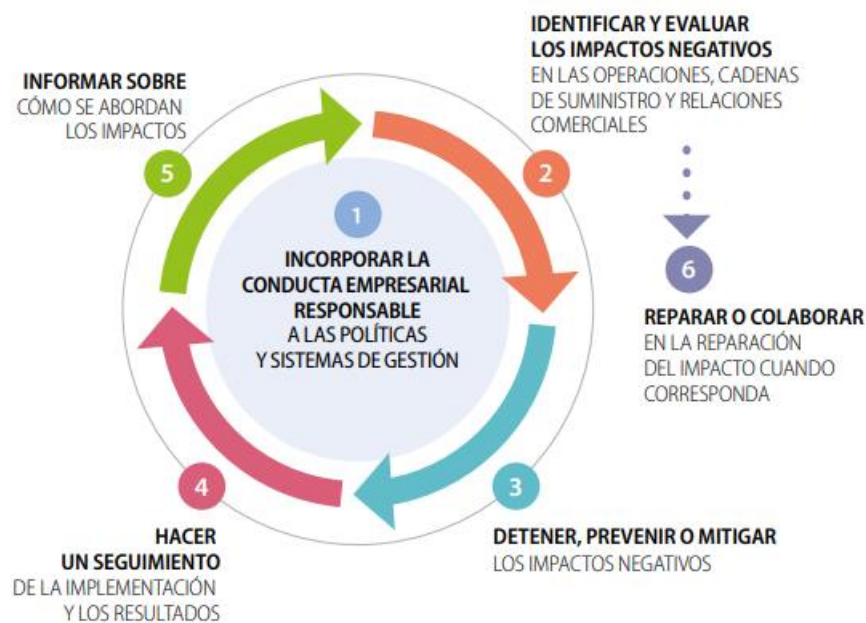 1
INCORPORAR LA
CONDUCTA EMPRESARIAL
RESPONSABLE
A LAS POLÍTICAS
Y SISTEMAS DE GESTIÓN
2
IDENTIFICAR Y EVALUAR
LOS IMPACTOS NEGATIVOS
EN LAS OPERACIONES, CADENAS
DE SUMINISTRO Y RELACIONES
COMERCIALES
3
DETENER, PREVENIR O MITIGAR
LOS IMPACTOS NEGATIVOS
4
HACER
UN SEGUIMIENTO
DE LA IMPLEMENTACIÓN
Y LOS RESULTADOS
5
INFORMAR SOBRE
CÓMO SE ABORDAN
LOS IMPACTOS
6
REPARAR O COLABORAR
EN LA REPARACIÓN
DEL IMPACTO CUANDO
CORRESPONDA